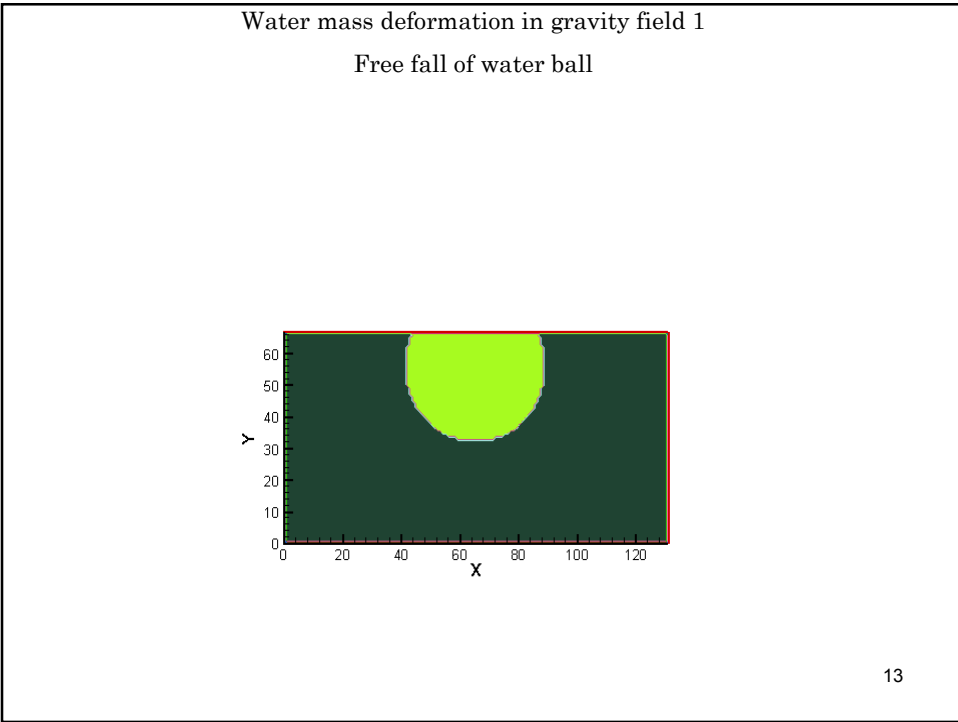 Water mass deformation in gravity field 1
Free fall of water ball
60
50
40
30
20
10
0
Y
0 20 40 60 80 100 120
X
13